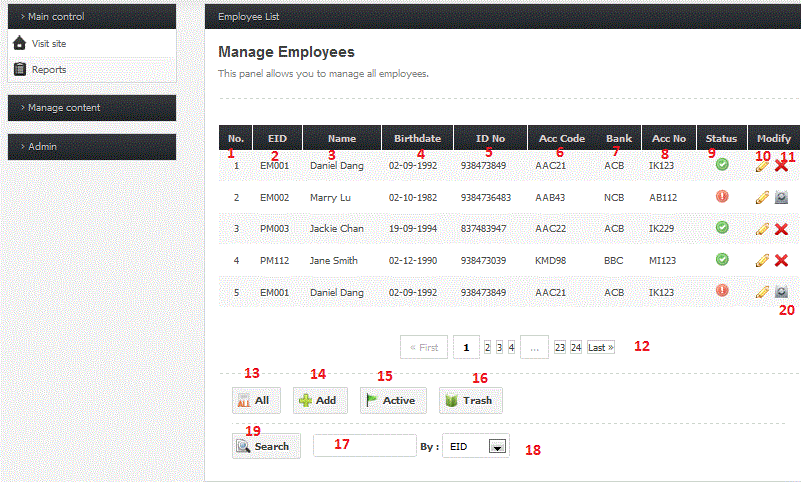 › Main control
Visit site
Reports
› Manage content
› Admin
Employee List
Manage Employees
This panel allows you to manage all employees.
No. EID Name Birthdate ID No Acc Code Bank Acc No Status Modify
1 2 3 4 5 6 7 8 9 10 11
1 EM001 Daniel Dang 02-09-1992 938473849 AAC21 ACB IK123
2 EM002 Marry Lu 02-10-1982 9384736483 AAB43 NCB AB112
3 PM003 Jackie Chan 19-09-1994 837483947 AAC22 ACB IK229
4 PM112 Jane Smith 02-12-1990 938473039 KMD98 BBC MI123
5 EM001 Daniel Dang 02-09-1992 938473849 AAC21 ACB IK123
20
« First 1 2 3 4 ... 23 24 Last » 12
13 14 15 16
All Add Active Trash
19
Search 17 By : EID 18